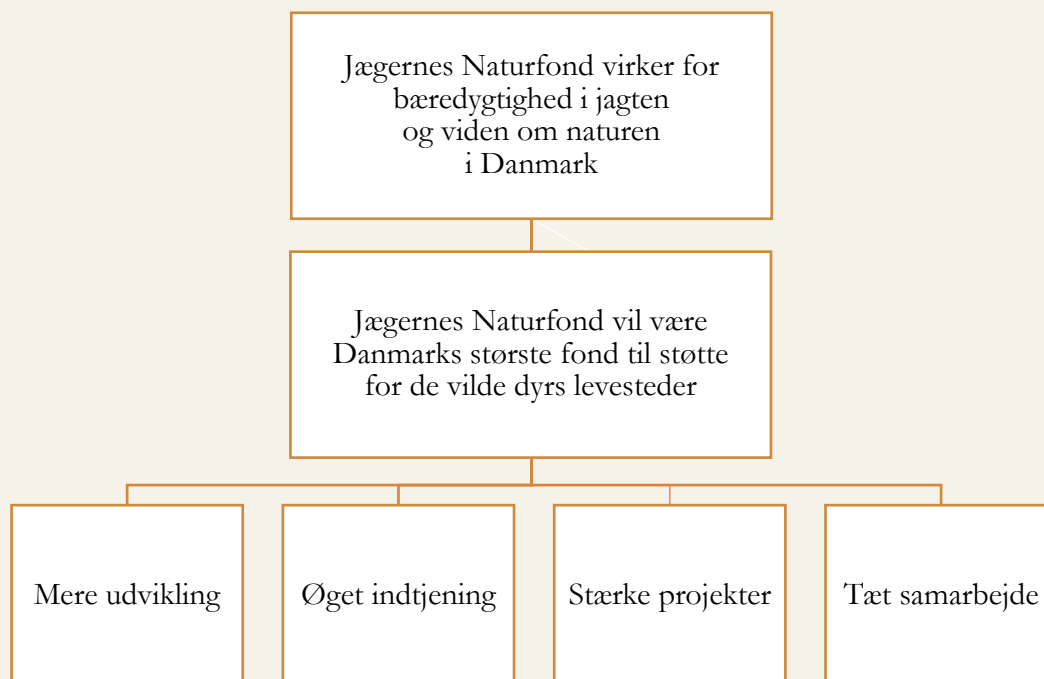 Jægernes Naturfond virker for
bæredygtighed i jagten
og viden om naturen
i Danmark
Jægernes Naturfond vil være
Danmarks største fond til støtte
for de vilde dyrs levesteder
Mere udvikling
Øget indtjening
Stærke projekter
Tæt samarbejde